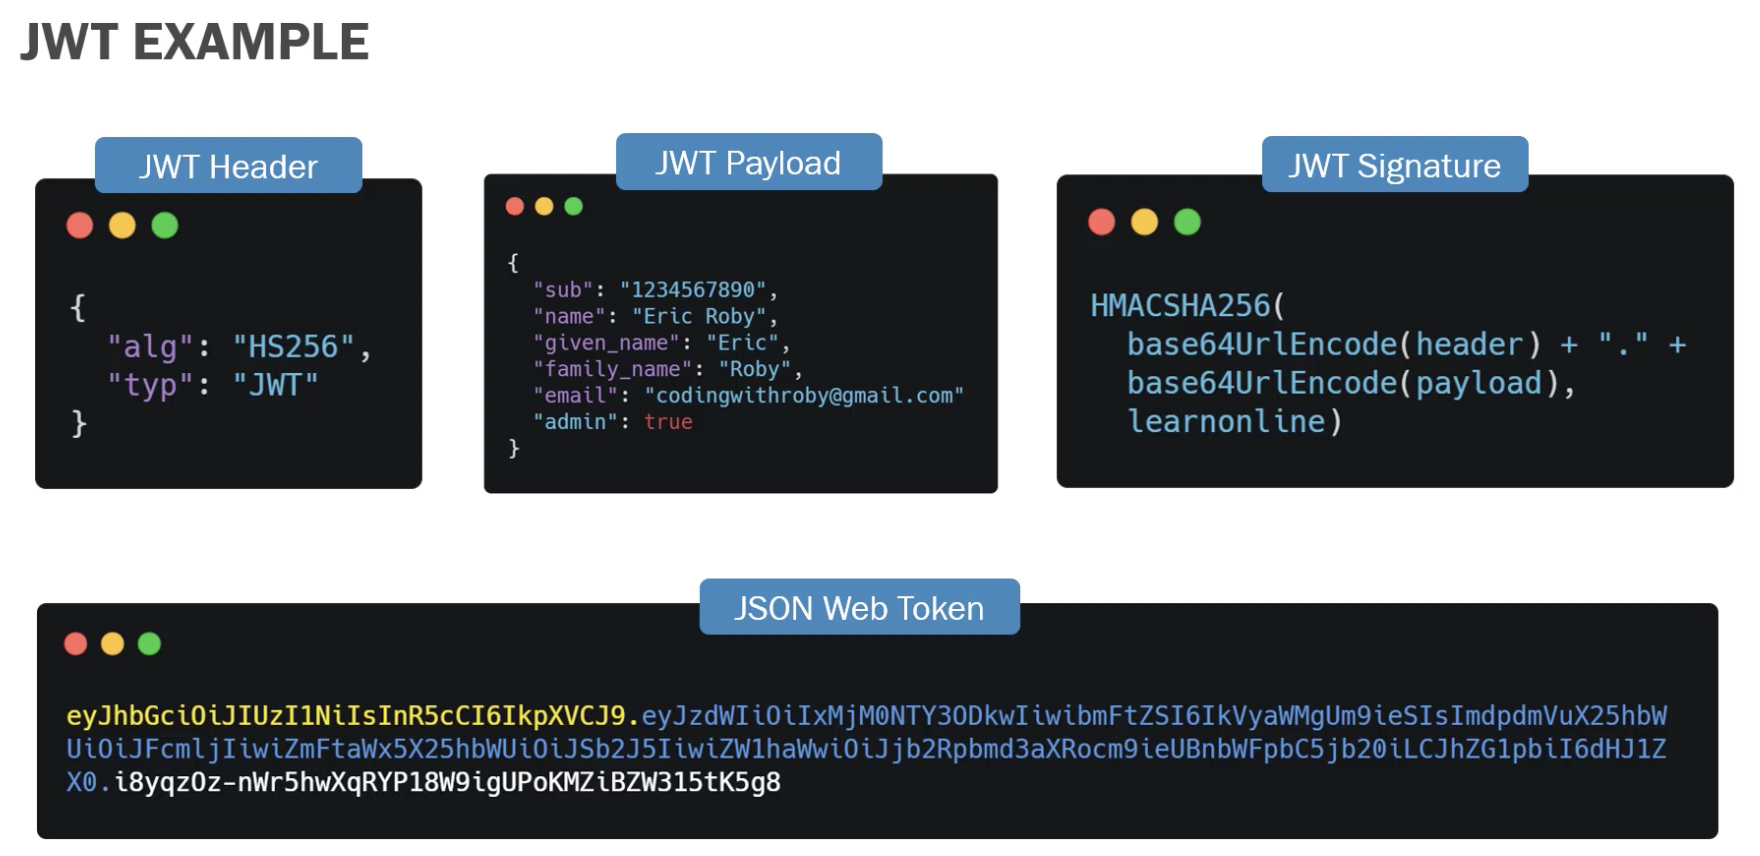 JWT EXAMPLE
JWT Header
{
"alg": "HS256",
"typ": "JWT"
}
JWT Payload
{
"sub": "1234567890",
"name": "Eric Roby",
"given_name": "Eric",
"family_name": "Roby",
"email": "codingwithroby@gmail.com"
"admin": true
}
JWT Signature
HMACSHA256(
base64UrlEncode(header) + "." +
base64UrlEncode(payload),
learnonline)
JSON Web Token
eyJhbGciOiJIUzI1NiIsInR5cCI6IkpXVCJ9.eyJzdWIiOiIxMjM0NTY3ODkwIiwibmFtZSI6IkVyaWMgUm9ieSIsImdpdmVuX25hbW
UiOiJFcmljIiwiZmFtaWx5X25hbWUiOiJSb2J5IiwiZW1haWwiOiJjb2Rpbmd3aXRocm9ieUBnbWFpbC5jb20iLCJhZG1pbiI6dHJ1Z
X0.i8yqzOz-nWr5hwXqRYP18W9igUPoKMZiBZW315tK5g8